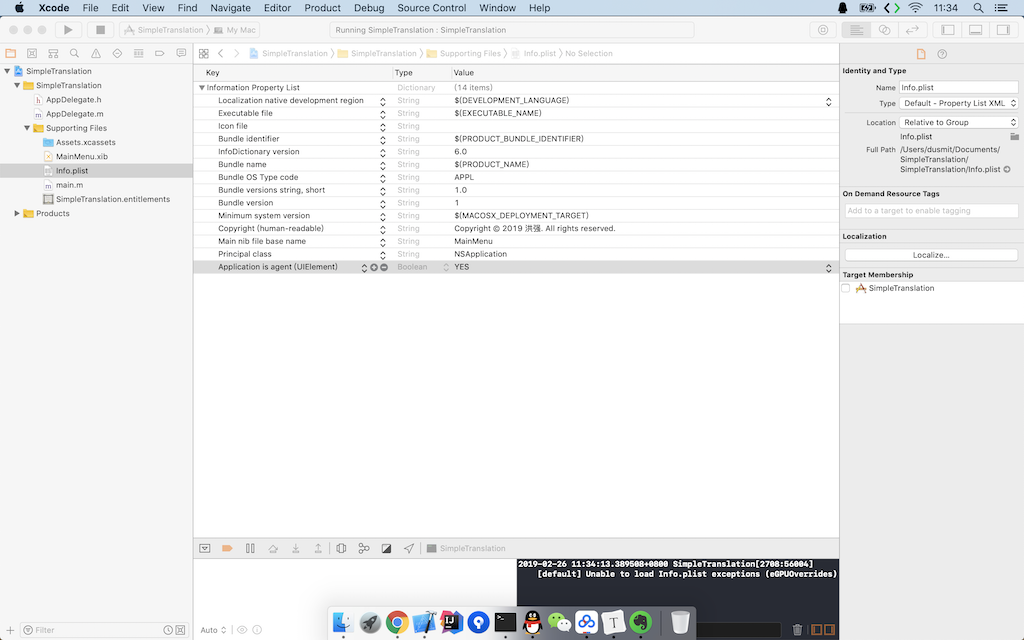 Xcode File Edit View Find Navigate Editor Product Debug Source Control Window Help 11:34
SimpleTranslation My Mac
Running SimpleTranslation : SimpleTranslation
SimpleTranslation
SimpleTranslation
AppDelegate.h
AppDelegate.m
Supporting Files
Assets.xcassets
MainMenu.xib
Info.plist
main.m
SimpleTranslation.entitlements
Products
Filter
SimpleTranslation SimpleTranslation Supporting Files Info.plist No Selection
Key Type Value
Information Property List Dictionary (14 items)
Localization native development region String $(DEVELOPMENT_LANGUAGE)
Executable file String $(EXECUTABLE_NAME)
Icon file String
Bundle identifier String $(PRODUCT_BUNDLE_IDENTIFIER)
InfoDictionary version String 6.0
Bundle name String $(PRODUCT_NAME)
Bundle OS Type code String APPL
Bundle versions string, short String 1.0
Bundle version String 1
Minimum system version String $(MACOSX_DEPLOYMENT_TARGET)
Copyright (human-readable) String Copyright © 2019 洪强. All rights reserved.
Main nib file base name String MainMenu
Principal class String NSApplication
Application is agent (UIElement) Boolean YES
SimpleTranslation
2019-02-26 11:34:13.389508+0800 SimpleTranslation[2708:56004]
[default] Unable to load Info.plist exceptions (eGPUOverrides)
Auto
Identity and Type
Name Info.plist
Type Default - Property List XML
Location Relative to Group
Info.plist
Full Path /Users/dusmit/Documents/
SimpleTranslation/
SimpleTranslation/Info.plist
On Demand Resource Tags
Add to a target to enable tagging
Localization
Localize...
Target Membership
SimpleTranslation